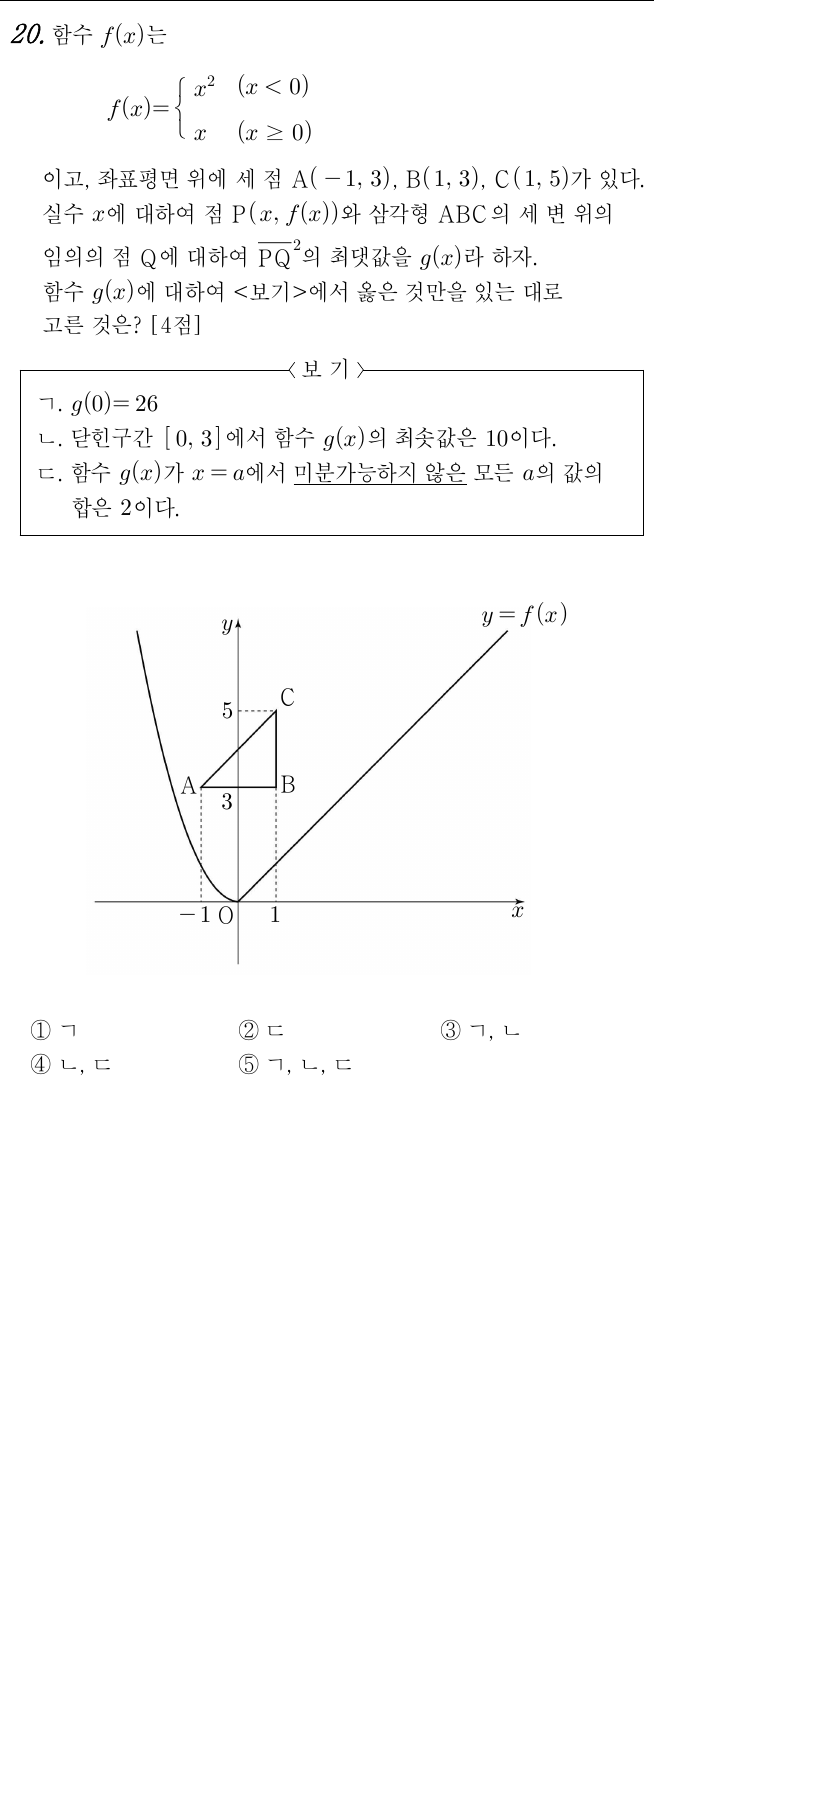 20. 함수 f(x)는
f(x)= { x² (x < 0)
x (x ≥ 0)
이고, 좌표평면 위에 세 점 A(−1, 3), B(1, 3), C(1, 5)가 있다.
실수 x에 대하여 점 P(x, f(x))와 삼각형 ABC의 세 변 위의
임의의 점 Q에 대하여 P̅Q̅²의 최댓값을 g(x)라 하자.
함수 g(x)에 대하여 <보기>에서 옳은 것만을 있는 대로
고른 것은? [4점]
〈보 기〉
ㄱ. g(0)= 26
ㄴ. 닫힌구간 [0, 3]에서 함수 g(x)의 최솟값은 10이다.
ㄷ. 함수 g(x)가 x = a에서 미분가능하지 않은 모든 a의 값의
합은 2이다.
y = f(x)
y
C
5
A
B
3
−1 O 1 x
① ㄱ ② ㄷ ③ ㄱ, ㄴ
④ ㄴ, ㄷ ⑤ ㄱ, ㄴ, ㄷ